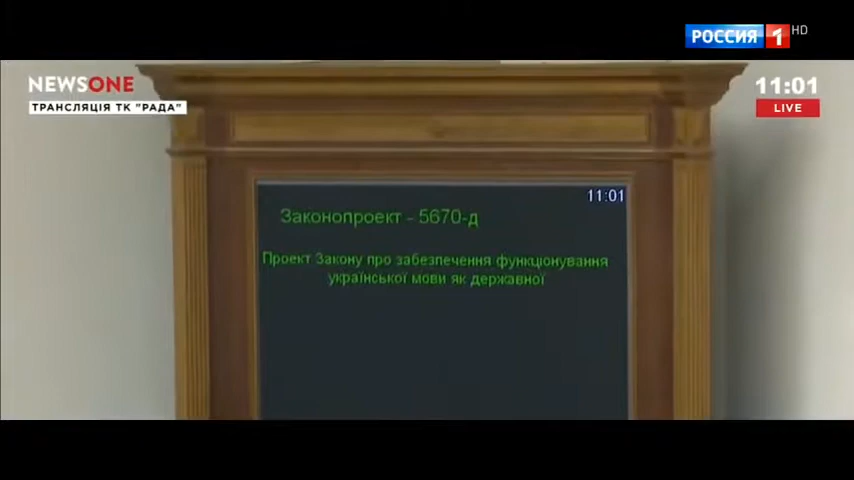 РОССИЯ 1 HD
NEWSONE
ТРАНСЛЯЦІЯ ТК "РАДА"
11:01
LIVE
11:01
Законопроект - 5670-д
Проект Закону про забезпечення функціонування
української мови як державної